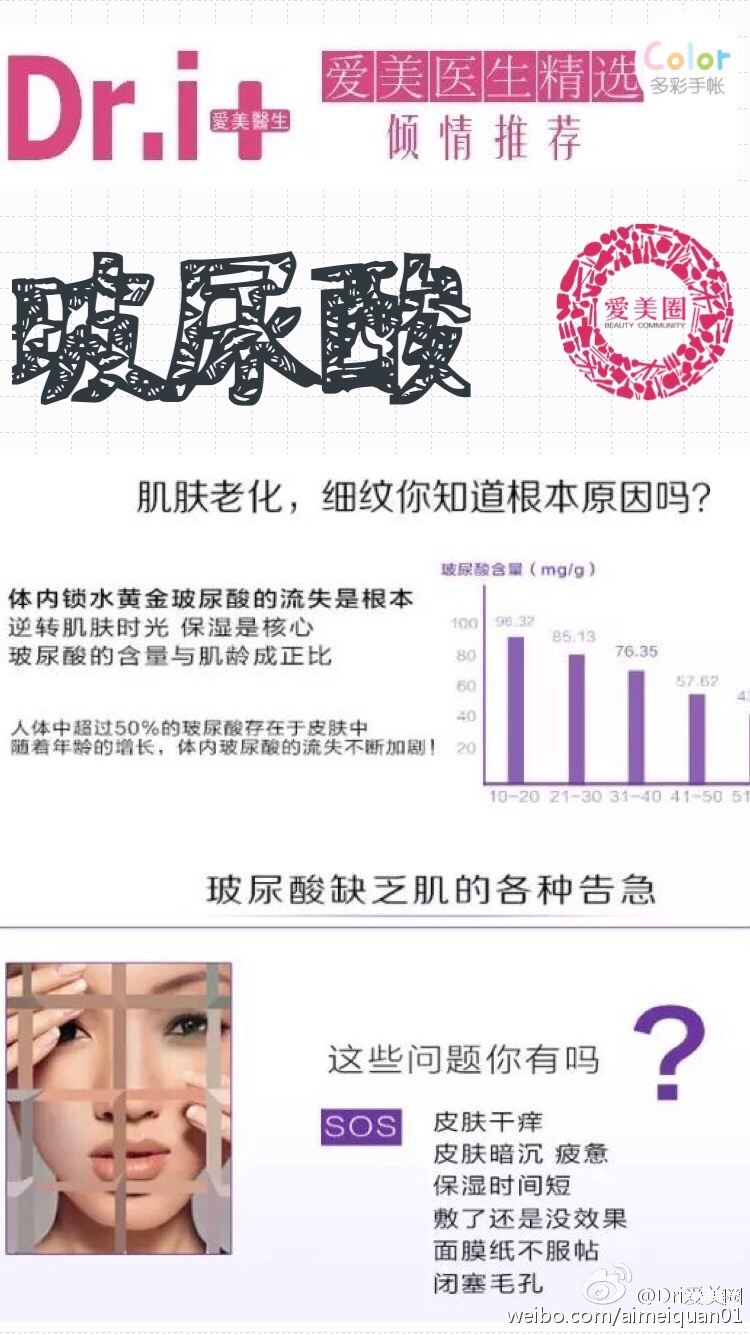 Dr.i+
愛美醫生
爱美医生精选
倾情推荐
Color
多彩手帐
玻尿酸
愛美圈
BEAUTY COMMUNITY
肌肤老化，细纹你知道根本原因吗?
体内锁水黄金玻尿酸的流失是根本
逆转肌肤时光 保湿是核心
玻尿酸的含量与肌龄成正比
人体中超过50%的玻尿酸存在于皮肤中
随着年龄的增长，体内玻尿酸的流失不断加剧!
玻尿酸含量（mg/g）
100
80
60
40
20
96.32
85.13
76.35
57.62
10-20 21-30 31-40 41-50
玻尿酸缺乏肌的各种告急
这些问题你有吗
?
SOS
皮肤干痒
皮肤暗沉 疲惫
保湿时间短
敷了还是没效果
面膜纸不服帖
闭塞毛孔
@Dri爱美圈
weibo.com/aimeiquan01